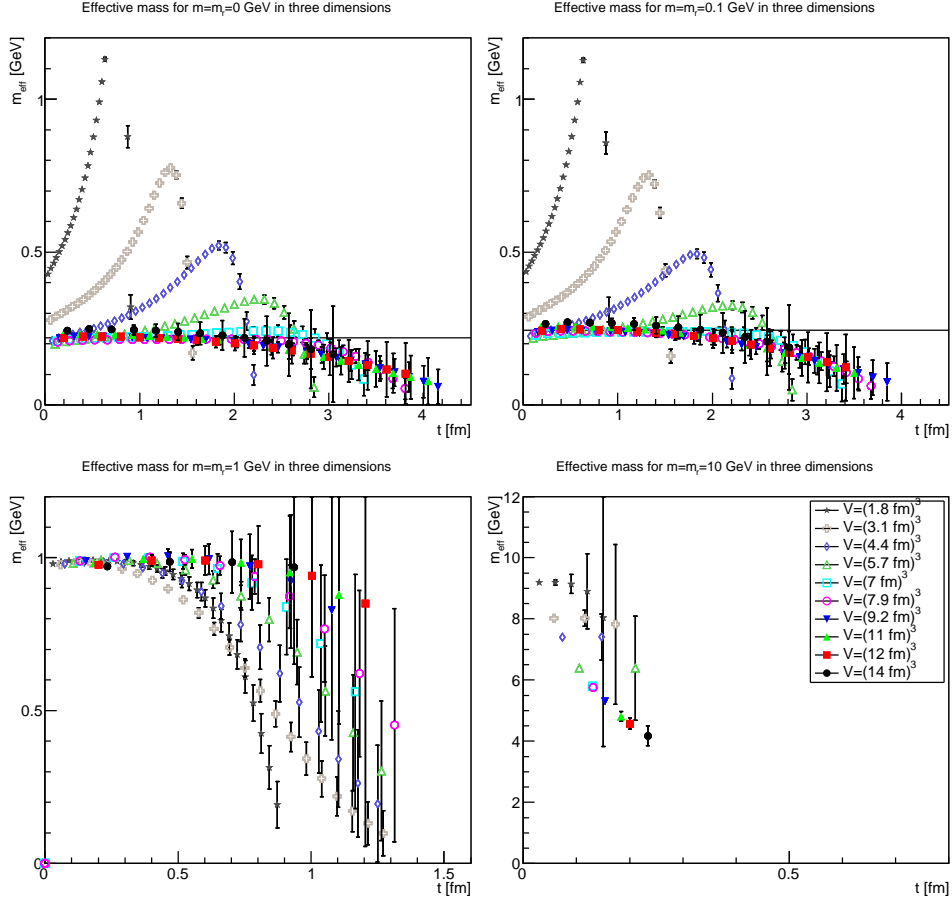 Effective mass for m=m_r=0 GeV in three dimensions
m_eff [GeV]
1
0.5
0
0 1 2 3 4
t [fm]
Effective mass for m=m_r=0.1 GeV in three dimensions
m_eff [GeV]
1
0.5
0
0 1 2 3 4
t [fm]
Effective mass for m=m_r=1 GeV in three dimensions
m_eff [GeV]
1
0.5
0
0 0.5 1 1.5
t [fm]
Effective mass for m=m_r=10 GeV in three dimensions
m_eff [GeV]
12
10
8
6
4
2
0
0 0.5
t [fm]
V=(1.8 fm)^3
V=(3.1 fm)^3
V=(4.4 fm)^3
V=(5.7 fm)^3
V=(7 fm)^3
V=(7.9 fm)^3
V=(9.2 fm)^3
V=(11 fm)^3
V=(12 fm)^3
V=(14 fm)^3